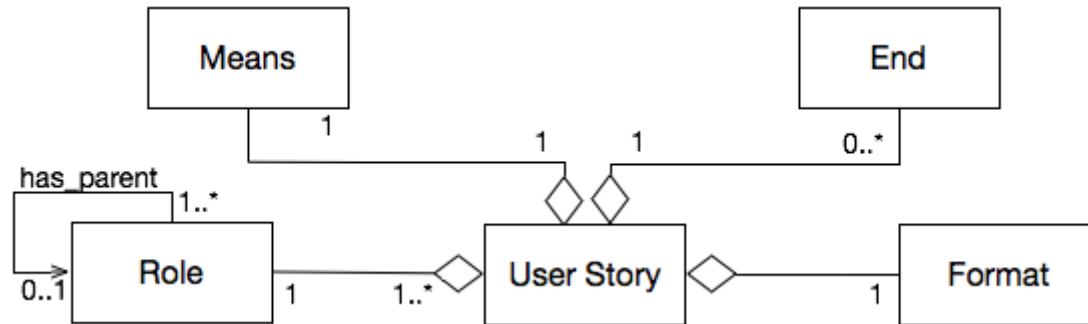 Means
End
1
1
1
0..*
has_parent
1..*
Role
User Story
Format
0..1
1
1..*
1